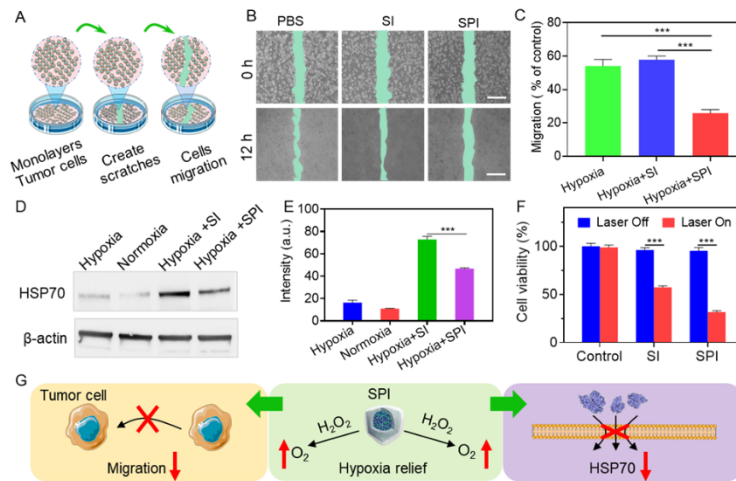 A
Monolayers
Tumor cells
Create
scratches
Cells
migration
B
PBS
SI
SPI
0 h
12 h
C
Migration ( % of control)
80
60
40
20
0
***
***
Hypoxia
Hypoxia+SI
Hypoxia+SPI
D
Hypoxia
Normoxia
Hypoxia +SI
Hypoxia+SPI
HSP70
β-actin
E
Intensity (a.u.)
100
80
60
40
20
0
***
Hypoxia
Normoxia
Hypoxia+SI
Hypoxia+SPI
F
Laser Off
Laser On
Cell viability (%)
100
50
0
***
***
Control
SI
SPI
G
Tumor cell
Migration
SPI
H₂O₂
H₂O₂
O₂
O₂
Hypoxia relief
HSP70